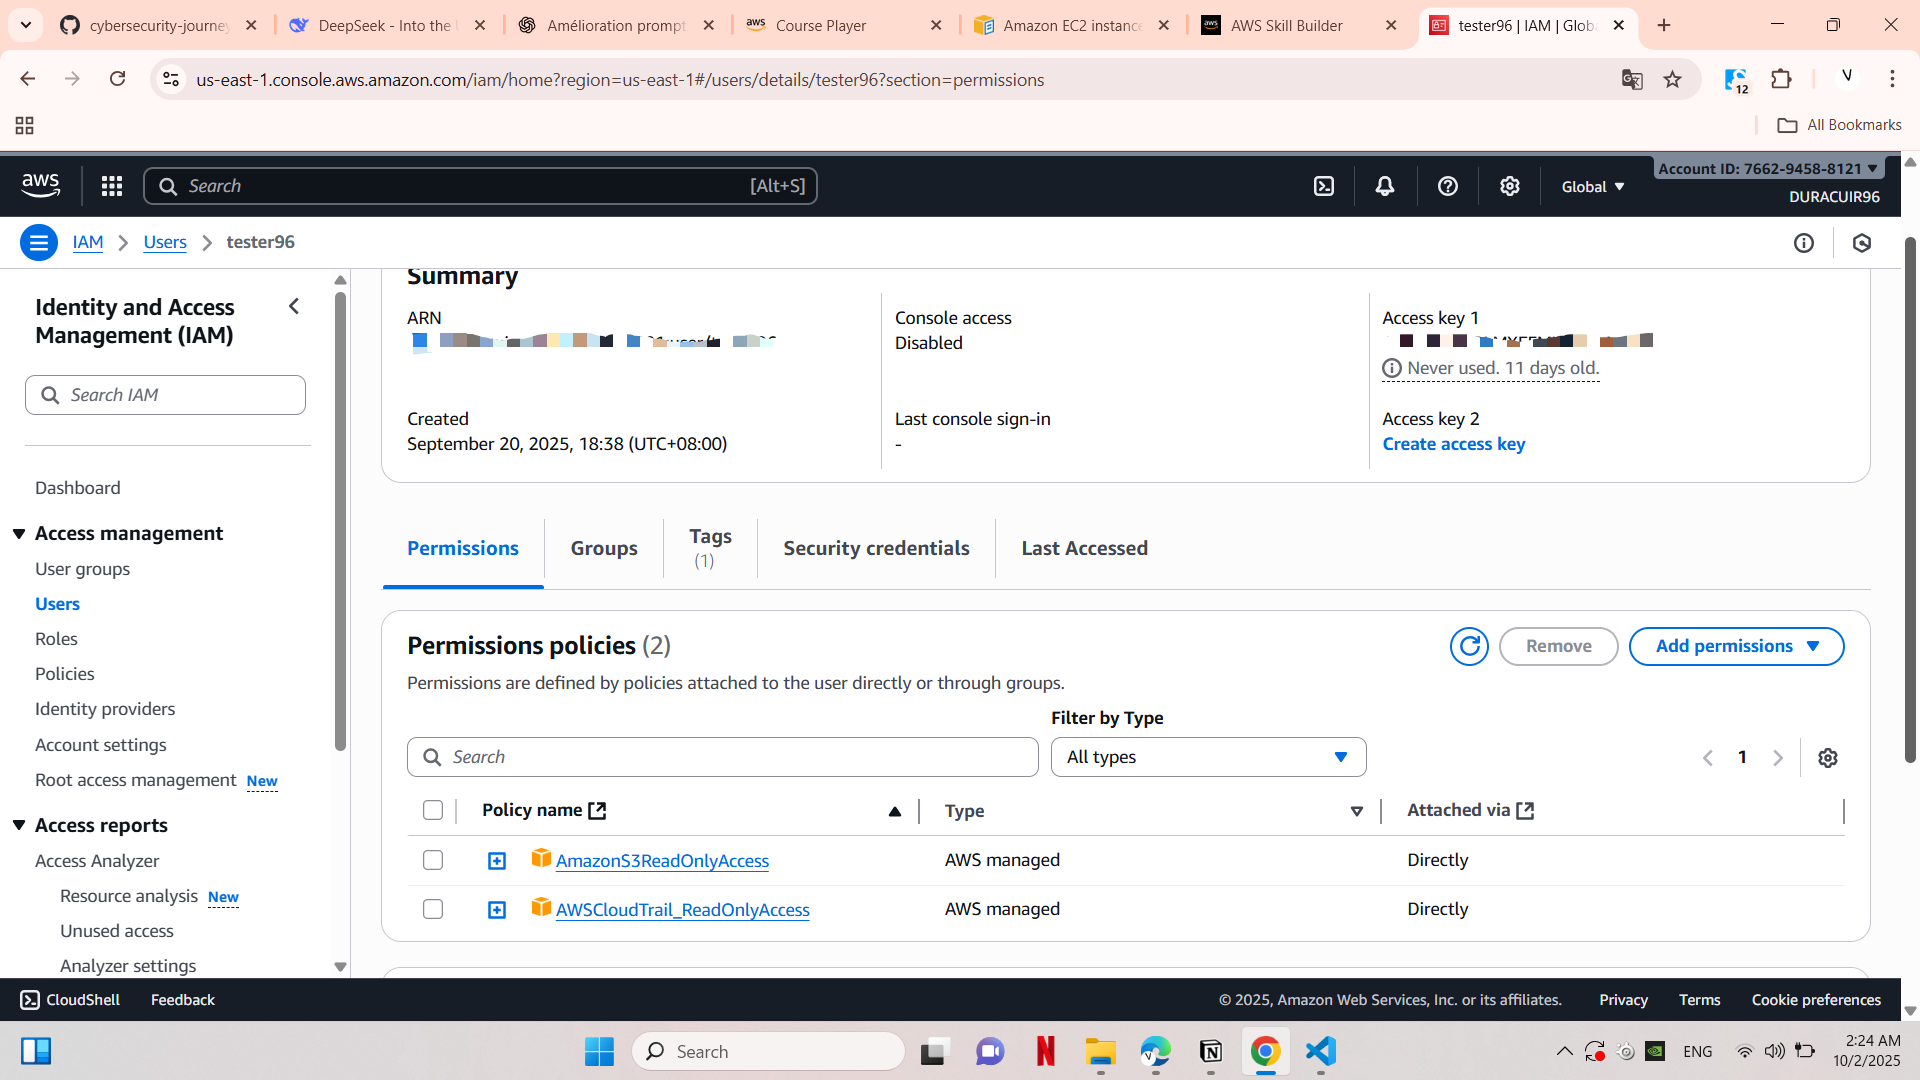 cybersecurity-journey
DeepSeek - Into the
Amélioration prompt
aws Course Player
Amazon EC2 instance
aws AWS Skill Builder
tester96 | IAM | Glob
us-east-1.console.aws.amazon.com/iam/home?region=us-east-1#/users/details/tester96?section=permissions
12
V
All Bookmarks
aws
Search [Alt+S]
Global
Account ID: 7662-9458-8121
DURACUIR96
IAM Users tester96
Identity and Access
Management (IAM)
Search IAM
Dashboard
Access management
User groups
Users
Roles
Policies
Identity providers
Account settings
Root access management New
Access reports
Access Analyzer
Resource analysis New
Unused access
Analyzer settings
Summary
ARN
Created
September 20, 2025, 18:38 (UTC+08:00)
Console access
Disabled
Last console sign-in
-
Access key 1
Never used. 11 days old.
Access key 2
Create access key
Permissions
Groups
Tags
(1)
Security credentials
Last Accessed
Permissions policies (2)
Remove
Add permissions
Permissions are defined by policies attached to the user directly or through groups.
Filter by Type
Search
All types
1
Policy name Type Attached via
AmazonS3ReadOnlyAccess AWS managed Directly
AWSCloudTrail_ReadOnlyAccess AWS managed Directly
CloudShell Feedback © 2025, Amazon Web Services, Inc. or its affiliates. Privacy Terms Cookie preferences
Search
ENG
2:24 AM
10/2/2025